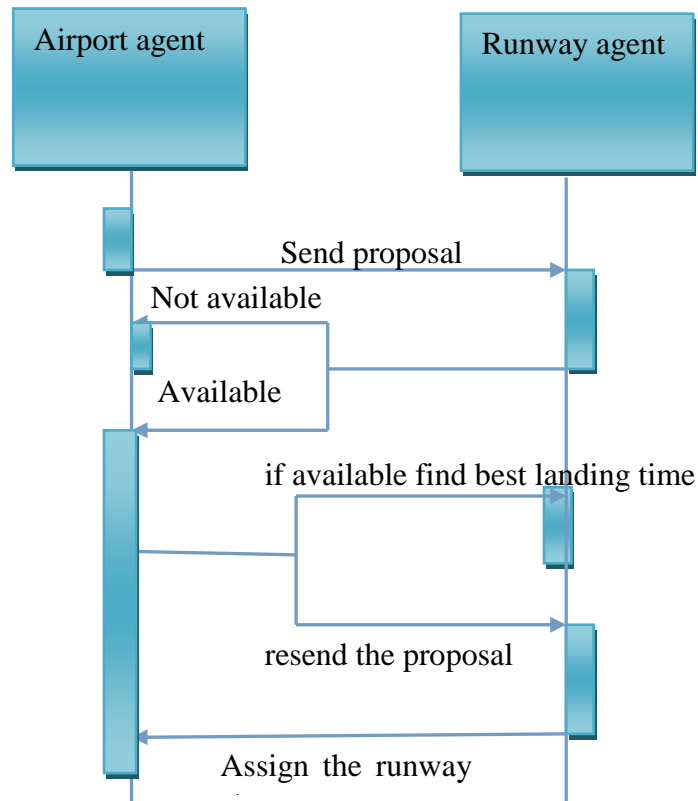 Airport agent
Runway agent
Send proposal
Not available
Available
if available find best landing time
resend the proposal
Assign the runway